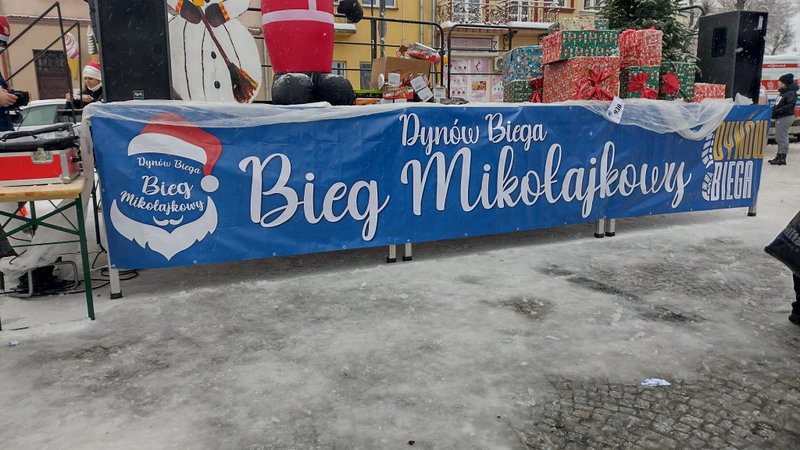 Dynów Biega
Bieg
Mikołajkowy
Dynów Biega
Bieg Mikołajkowy
DYNÓW
BIEGA